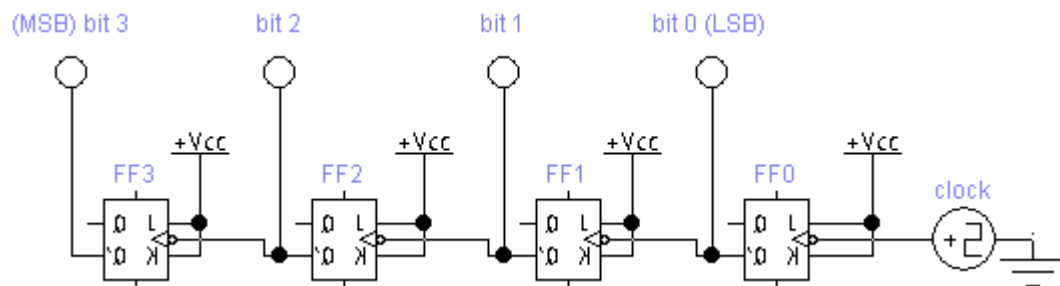 (MSB) bit 3 bit 2 bit 1 bit 0 (LSB)
+Vcc +Vcc +Vcc +Vcc
FF3 FF2 FF1 FF0
clock
Q J Q J Q J Q J
Q' K Q' K Q' K Q' K
+